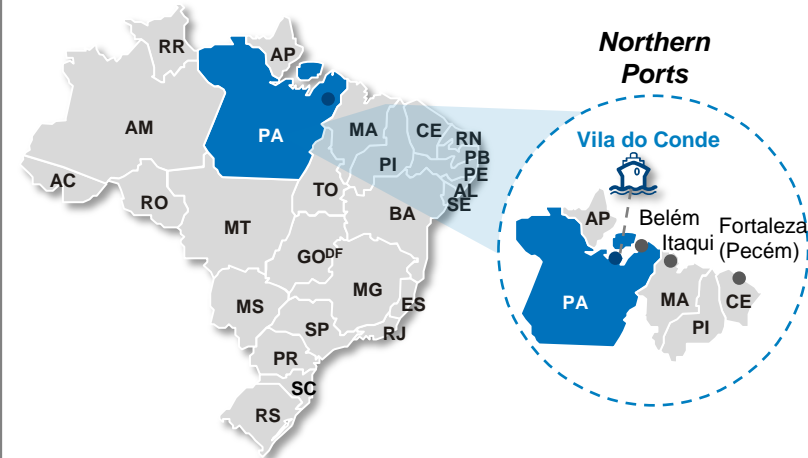 RR
AP
AM
PA
MA
CE
RN
PB
PI
PE
AC
RO
TO
AL
SE
MT
BA
GO DF
MG
MS
ES
SP
RJ
PR
SC
RS
Northern
Ports
Vila do Conde
AP
Belém
Itaqui
Fortaleza
(Pecém)
PA
MA
CE
PI